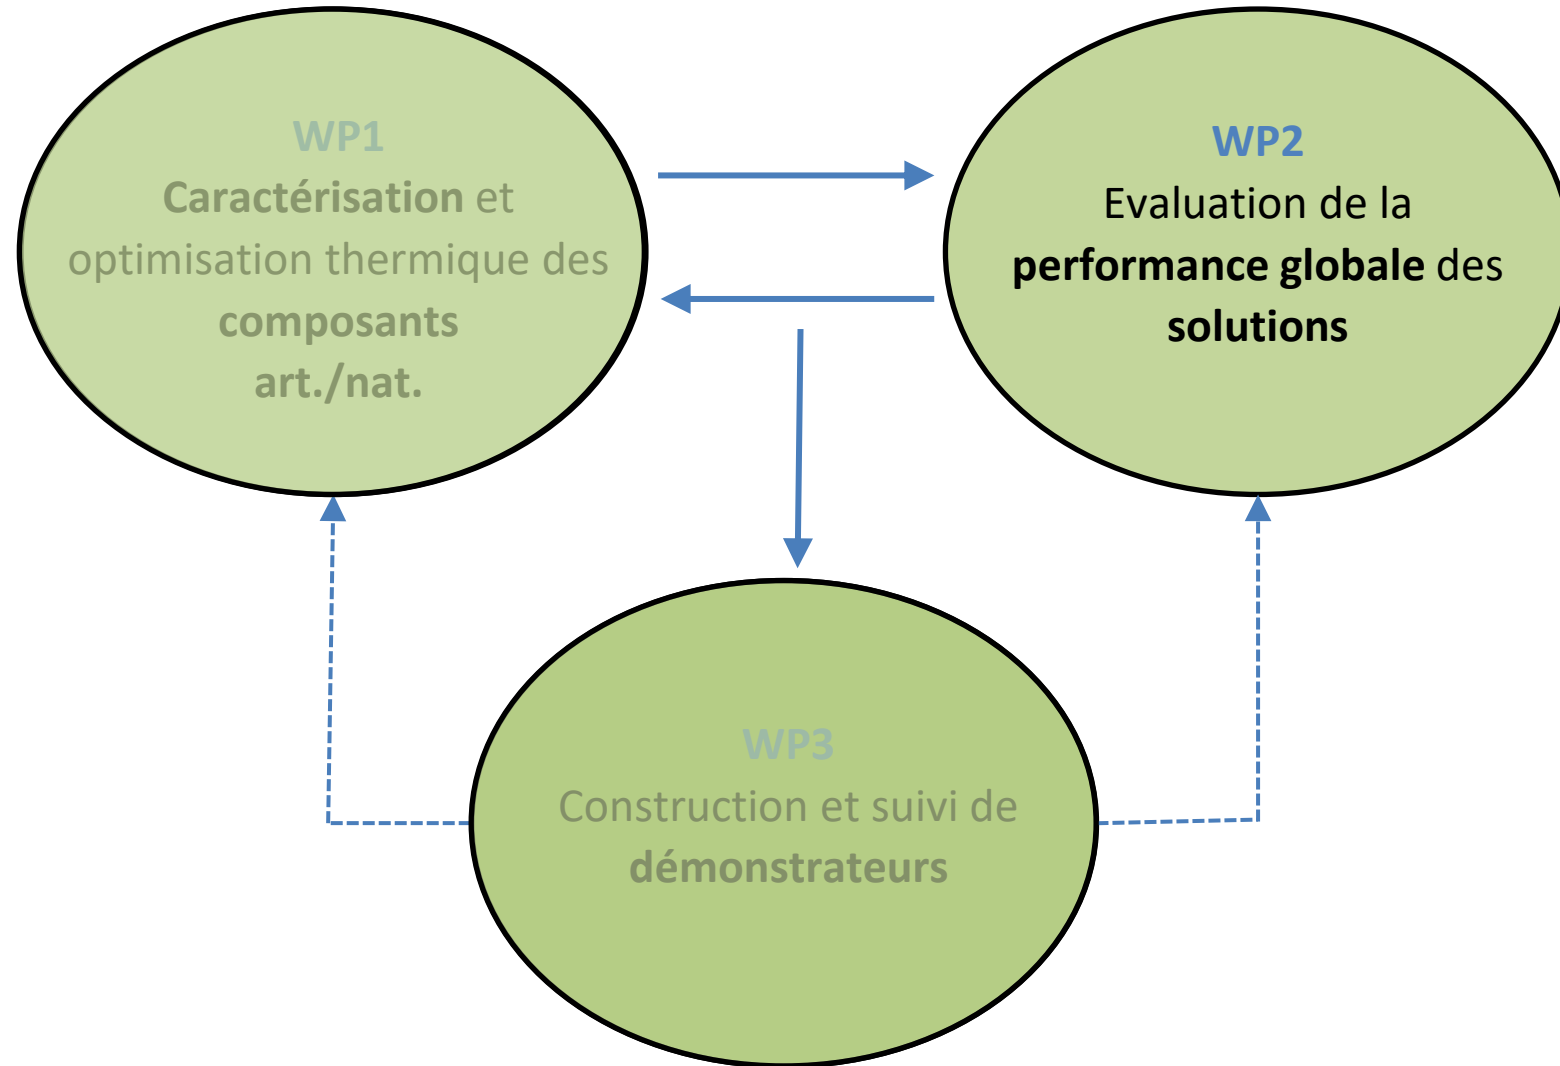 WP1
Caractérisation et
optimisation thermique des
composants
art./nat.
WP2
Evaluation de la
performance globale des
solutions
WP3
Construction et suivi de
démonstrateurs